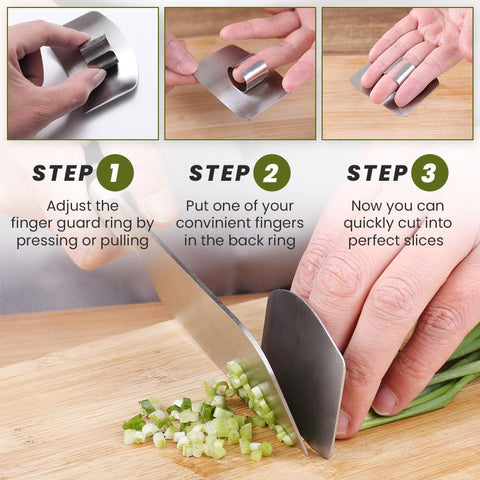 STEP 1
Adjust the
finger guard ring by
pressing or pulling
STEP 2
Put one of your
convinient fingers
in the back ring
STEP 3
Now you can
quickly cut into
perfect slices